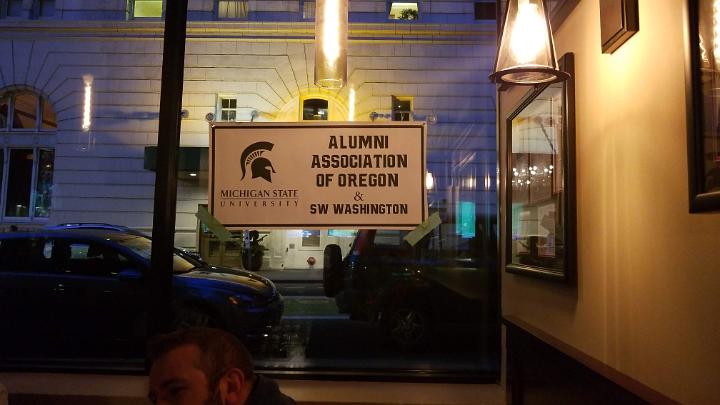 MICHIGAN STATE
UNIVERSITY
ALUMNI
ASSOCIATION
OF OREGON
&
SW WASHINGTON